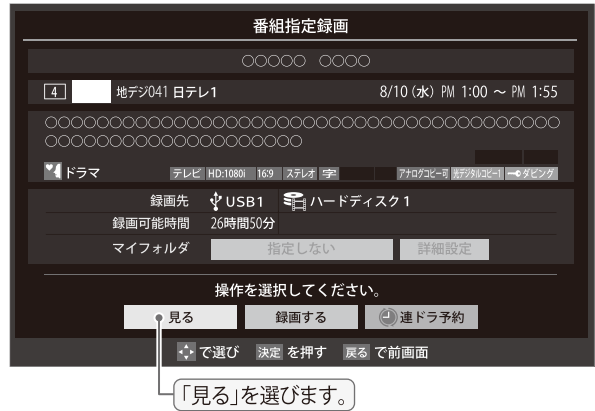 番組指定録画
○○○○○ ○○○○
4 地デジ041 日テレ1 8/10 (水) PM 1:00 ～ PM 1:55
○○○○○○○○○○○○○○○○○○○○○○○○○○○○○○○○○○○○○○○○
○○○○○○○○○○○○○○○○○○○○
ドラマ テレビ HD:1080i 16:9 ステレオ 字 アナログコピー可 光デジタルコピー1 ダビング
録画先 USB1 ハードディスク1
録画可能時間 26時間50分
マイフォルダ 指定しない 詳細設定
操作を選択してください。
見る 録画する 連ドラ予約
で選び 決定 を押す 戻る で前画面
「見る」を選びます。